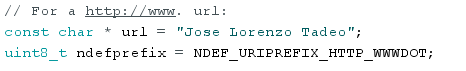 // For a http://www. url:
const char * url = "Jose Lorenzo Tadeo";
uint8_t ndefprefix = NDEF_URIPREFIX_HTTP_WWWDOT;